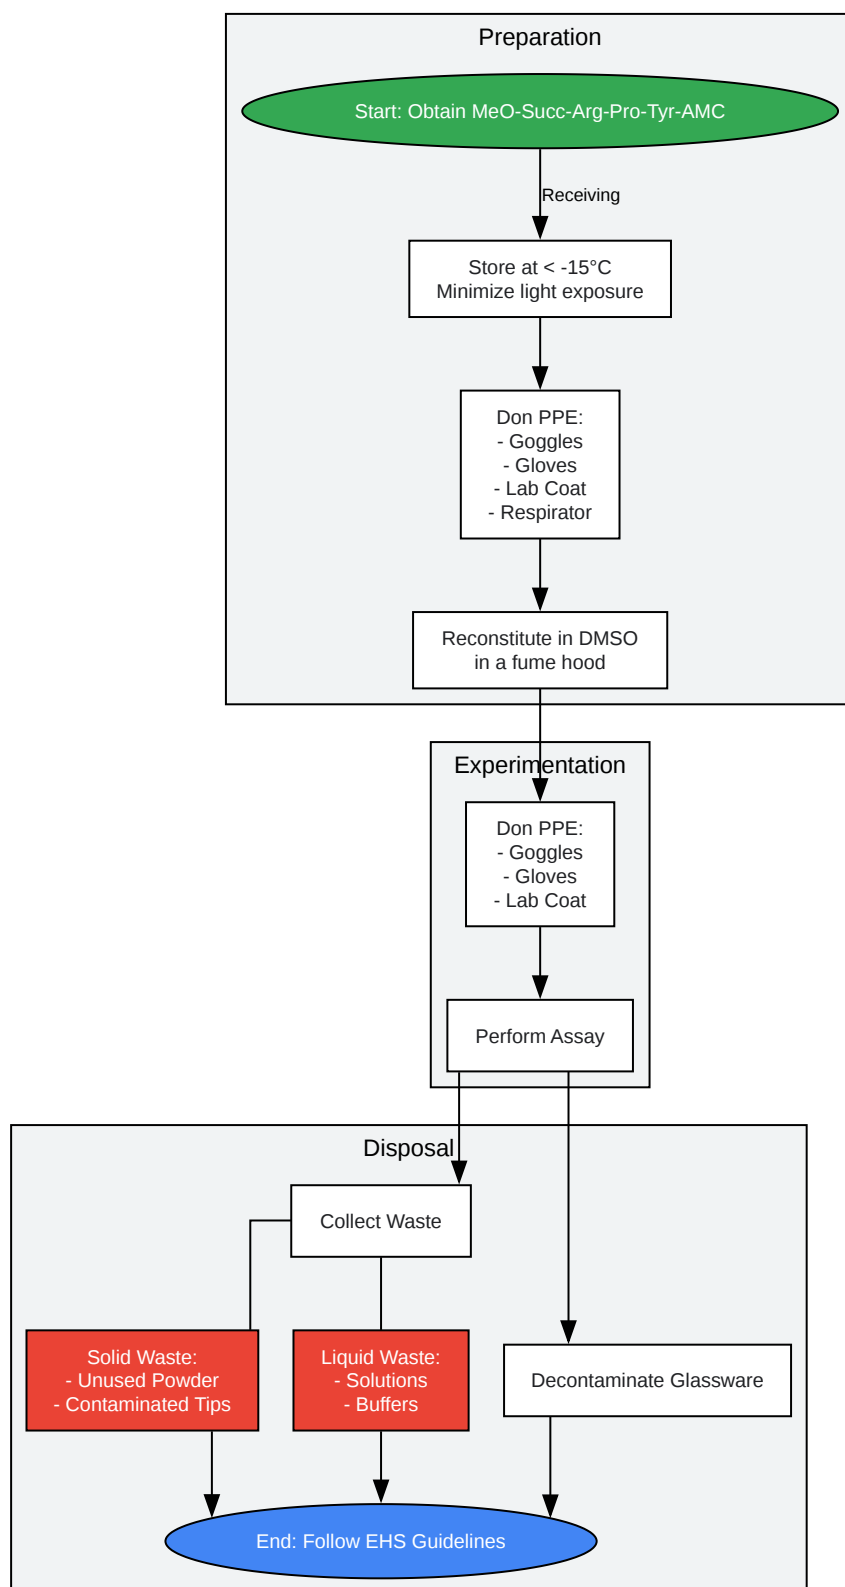 Preparation
Start: Obtain MeO-Succ-Arg-Pro-Tyr-AMC
Receiving
Store at < -15°C
Minimize light exposure
Don PPE:
- Goggles
- Gloves
- Lab Coat
- Respirator
Reconstitute in DMSO
in a fume hood
Experimentation
Don PPE:
- Goggles
- Gloves
- Lab Coat
Perform Assay
Disposal
Collect Waste
Solid Waste:
- Unused Powder
- Contaminated Tips
Liquid Waste:
- Solutions
- Buffers
Decontaminate Glassware
End: Follow EHS Guidelines